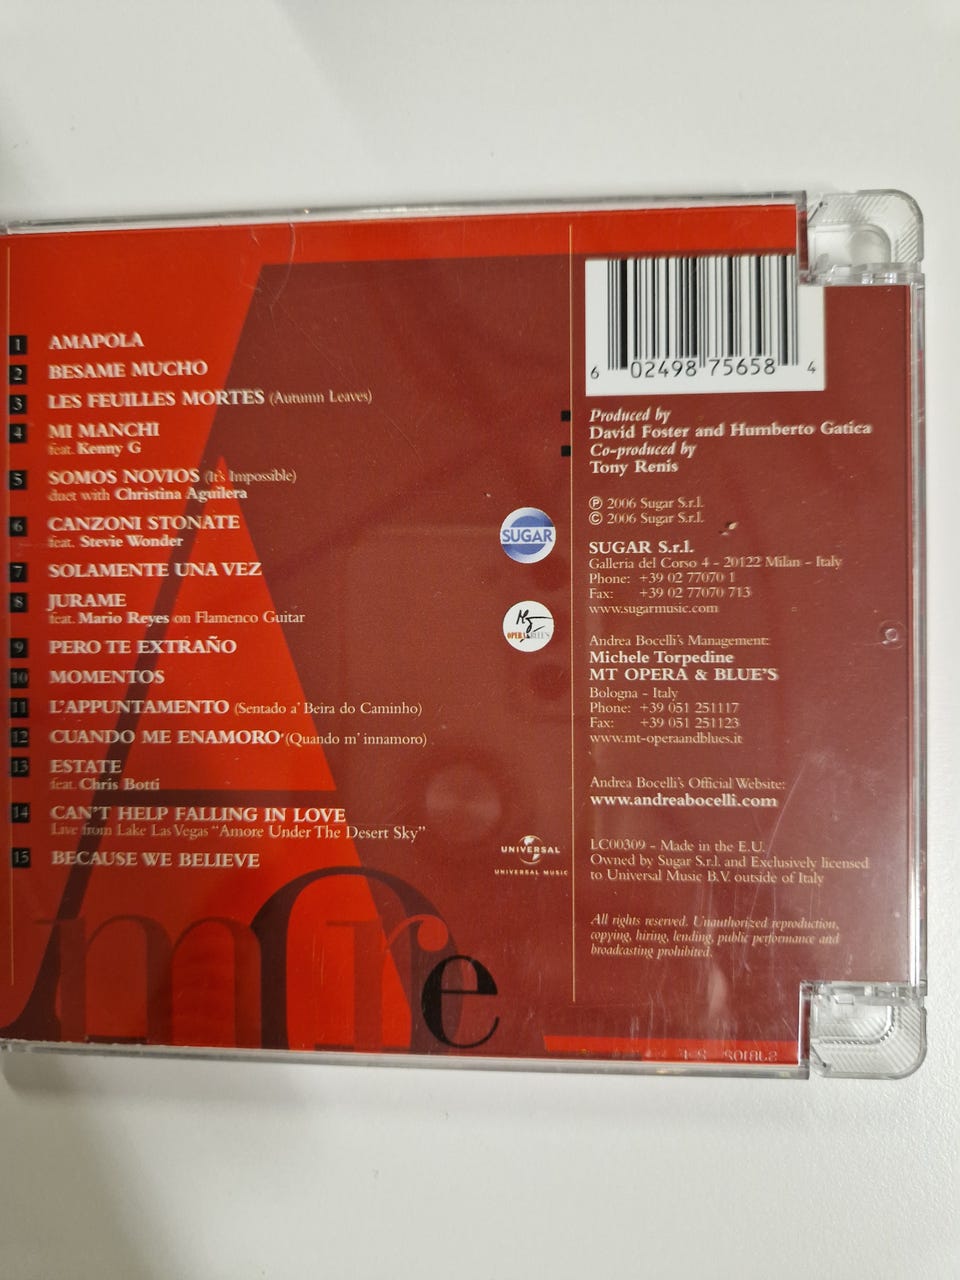 1 AMAPOLA
2 BESAME MUCHO
3 LES FEUILLES MORTES (Autumn Leaves)
4 MI MANCHI
feat. Kenny G
5 SOMOS NOVIOS (It's Impossible)
duet with Christina Aguilera
6 CANZONI STONATE
feat. Stevie Wonder
7 SOLAMENTE UNA VEZ
8 JURAME
feat. Mario Reyes on Flamenco Guitar
9 PERO TE EXTRAÑO
10 MOMENTOS
11 L'APPUNTAMENTO (Sentado a' Beira do Caminho)
12 CUANDO ME ENAMORO (Quando m' innamoro)
13 ESTATE
feat. Chris Botti
14 CAN'T HELP FALLING IN LOVE
Live from Lake Las Vegas "Amore Under The Desert Sky"
15 BECAUSE WE BELIEVE
Amore
SUGAR
OPERA BLUE'S
UNIVERSAL
UNIVERSAL MUSIC
6 02498 75658 4
Produced by
David Foster and Humberto Gatica
Co-produced by
Tony Renis
℗ 2006 Sugar S.r.l.
© 2006 Sugar S.r.l.
SUGAR S.r.l.
Galleria del Corso 4 - 20122 Milan - Italy
Phone: +39 02 77070 1
Fax: +39 02 77070 713
www.sugarmusic.com
Andrea Bocelli's Management:
Michele Torpedine
MT OPERA & BLUE'S
Bologna - Italy
Phone: +39 051 251117
Fax: +39 051 251123
www.mt-operaandblues.it
Andrea Bocelli's Official Website:
www.andreabocelli.com
LC00309 - Made in the E.U.
Owned by Sugar S.r.l. and Exclusively licensed
to Universal Music B.V. outside of Italy
All rights reserved. Unauthorized reproduction,
copying, hiring, lending, public performance and
broadcasting prohibited.